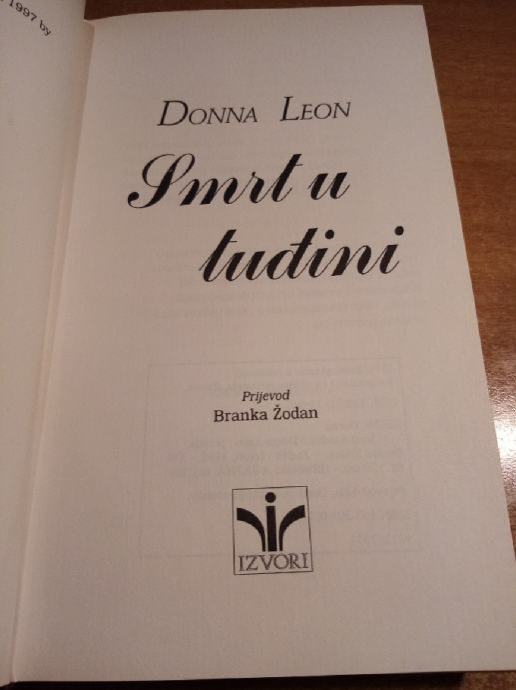 1997 by
DONNA LEON
Smrt u
tuđini
Prijevod
Branka Žodan
IZVORI